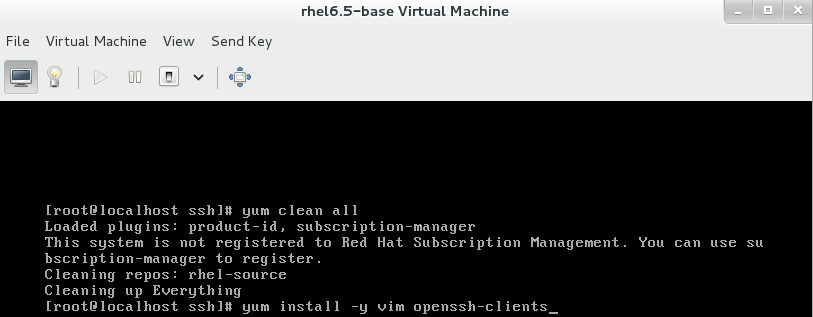 rhel6.5-base Virtual Machine
File Virtual Machine View Send Key
[root@localhost ssh]# yum clean all
Loaded plugins: product-id, subscription-manager
This system is not registered to Red Hat Subscription Management. You can use su
bscription-manager to register.
Cleaning repos: rhel-source
Cleaning up Everything
[root@localhost ssh]# yum install -y vim openssh-clients_